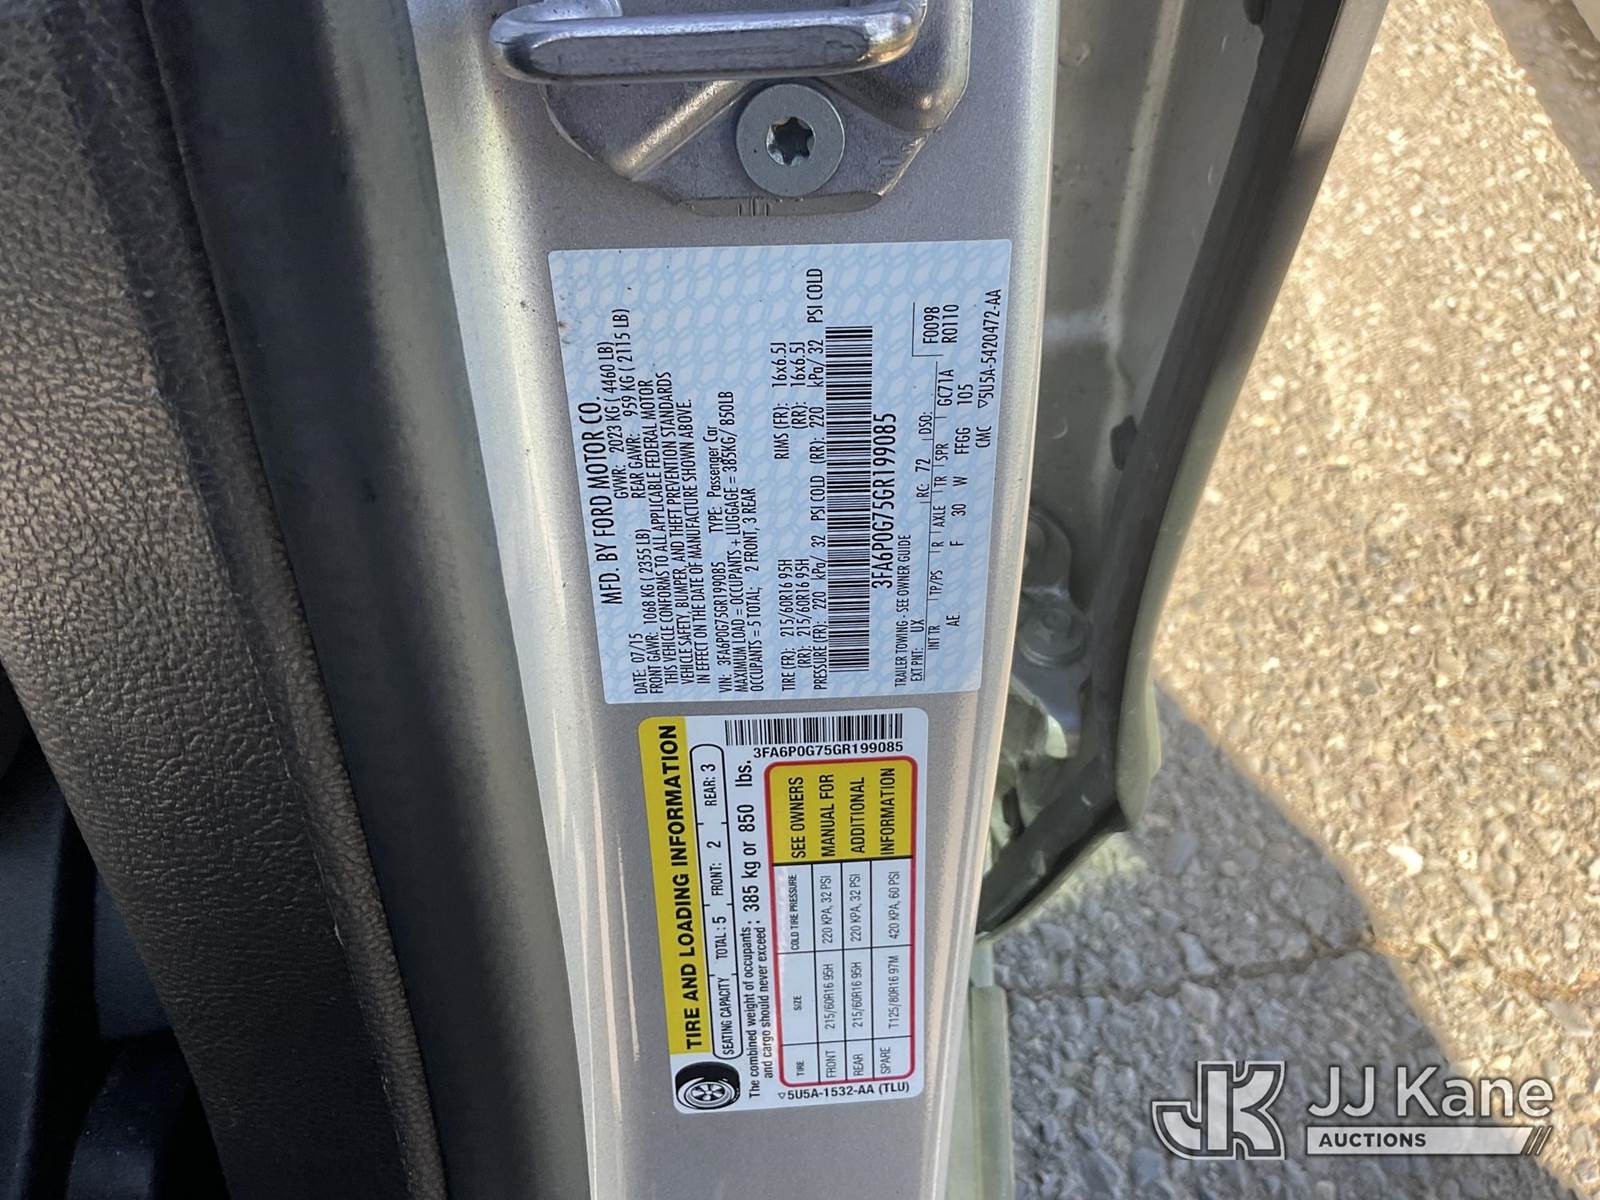 MFD. BY FORD MOTOR CO.
DATE: 07/15 GVWR: 2023 KG ( 4460 LB)
FRONT GAWR: 1068 KG ( 2355 LB) REAR GAWR: 959 KG ( 2115 LB)
THIS VEHICLE CONFORMS TO ALL APPLICABLE FEDERAL MOTOR
VEHICLE SAFETY, BUMPER, AND THEFT PREVENTION STANDARDS
IN EFFECT ON THE DATE OF MANUFACTURE SHOWN ABOVE.
VIN: 3FA6P0G75GR199085 TYPE: Passenger Car
MAXIMUM LOAD = OCCUPANTS + LUGGAGE = 385KG/ 850LB
OCCUPANTS = 5 TOTAL; 2 FRONT, 3 REAR
TIRE (FR): 215/60R16 95H RIMS (FR): 16x6.5J
(RR): 215/60R16 95H (RR): 16x6.5J
PRESSURE (FR): 220 kPa/ 32 PSI COLD (RR): 220 kPa/ 32 PSI COLD
3FA6P0G75GR199085
TRAILER TOWING - SEE OWNER GUIDE
EXT PNT: UX RC: 72 DSO: F009B
INT TR TP/PS R AXLE TR SPR GC71A R0110
AE F 30 W FFGG 105
CMC ▽5U5A-5420472-AA
TIRE AND LOADING INFORMATION
SEATING CAPACITY TOTAL: 5 FRONT: 2 REAR: 3
The combined weight of occupants and cargo should never exceed: 385 kg or 850 lbs.
3FA6P0G75GR199085
TIRE SIZE COLD TIRE PRESSURE SEE OWNERS
FRONT 215/60R16 95H 220 KPA, 32 PSI MANUAL FOR
REAR 215/60R16 95H 220 KPA, 32 PSI ADDITIONAL
SPARE T125/80R16 97M 420 KPA, 60 PSI INFORMATION
▽5U5A-1532-AA (TLU)
JK JJ Kane
AUCTIONS